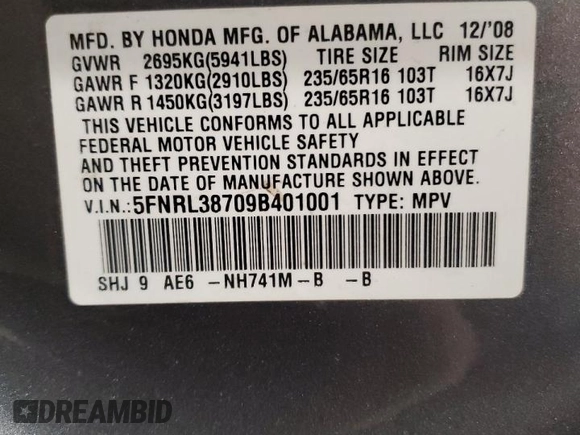 MFD. BY HONDA MFG. OF ALABAMA, LLC 12/'08
GVWR 2695KG(5941LBS) TIRE SIZE RIM SIZE
GAWR F 1320KG(2910LBS) 235/65R16 103T 16X7J
GAWR R 1450KG(3197LBS) 235/65R16 103T 16X7J
THIS VEHICLE CONFORMS TO ALL APPLICABLE
FEDERAL MOTOR VEHICLE SAFETY
AND THEFT PREVENTION STANDARDS IN EFFECT
ON THE DATE OF MANUFACTURE SHOWN ABOVE.
V.I.N.:5FNRL38709B401001 TYPE: MPV
SHJ 9 AE6 -NH741M-B -B
DREAMBID